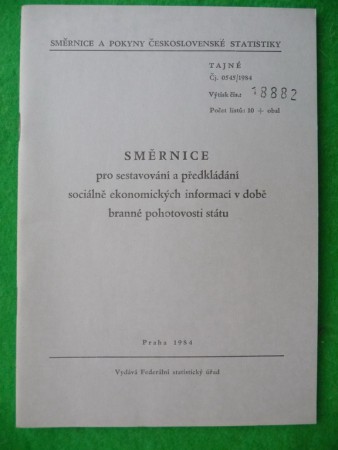 SMĚRNICE A POKYNY ČESKOSLOVENSKÉ STATISTIKY
TAJNÉ
Čj. 0545/1984
Výtisk čís.: 18882
Počet listů: 10 + obal
SMĚRNICE
pro sestavování a předkládání
sociálně ekonomických informací v době
branné pohotovosti státu
Praha 1984
Vydává Federální statistický úřad